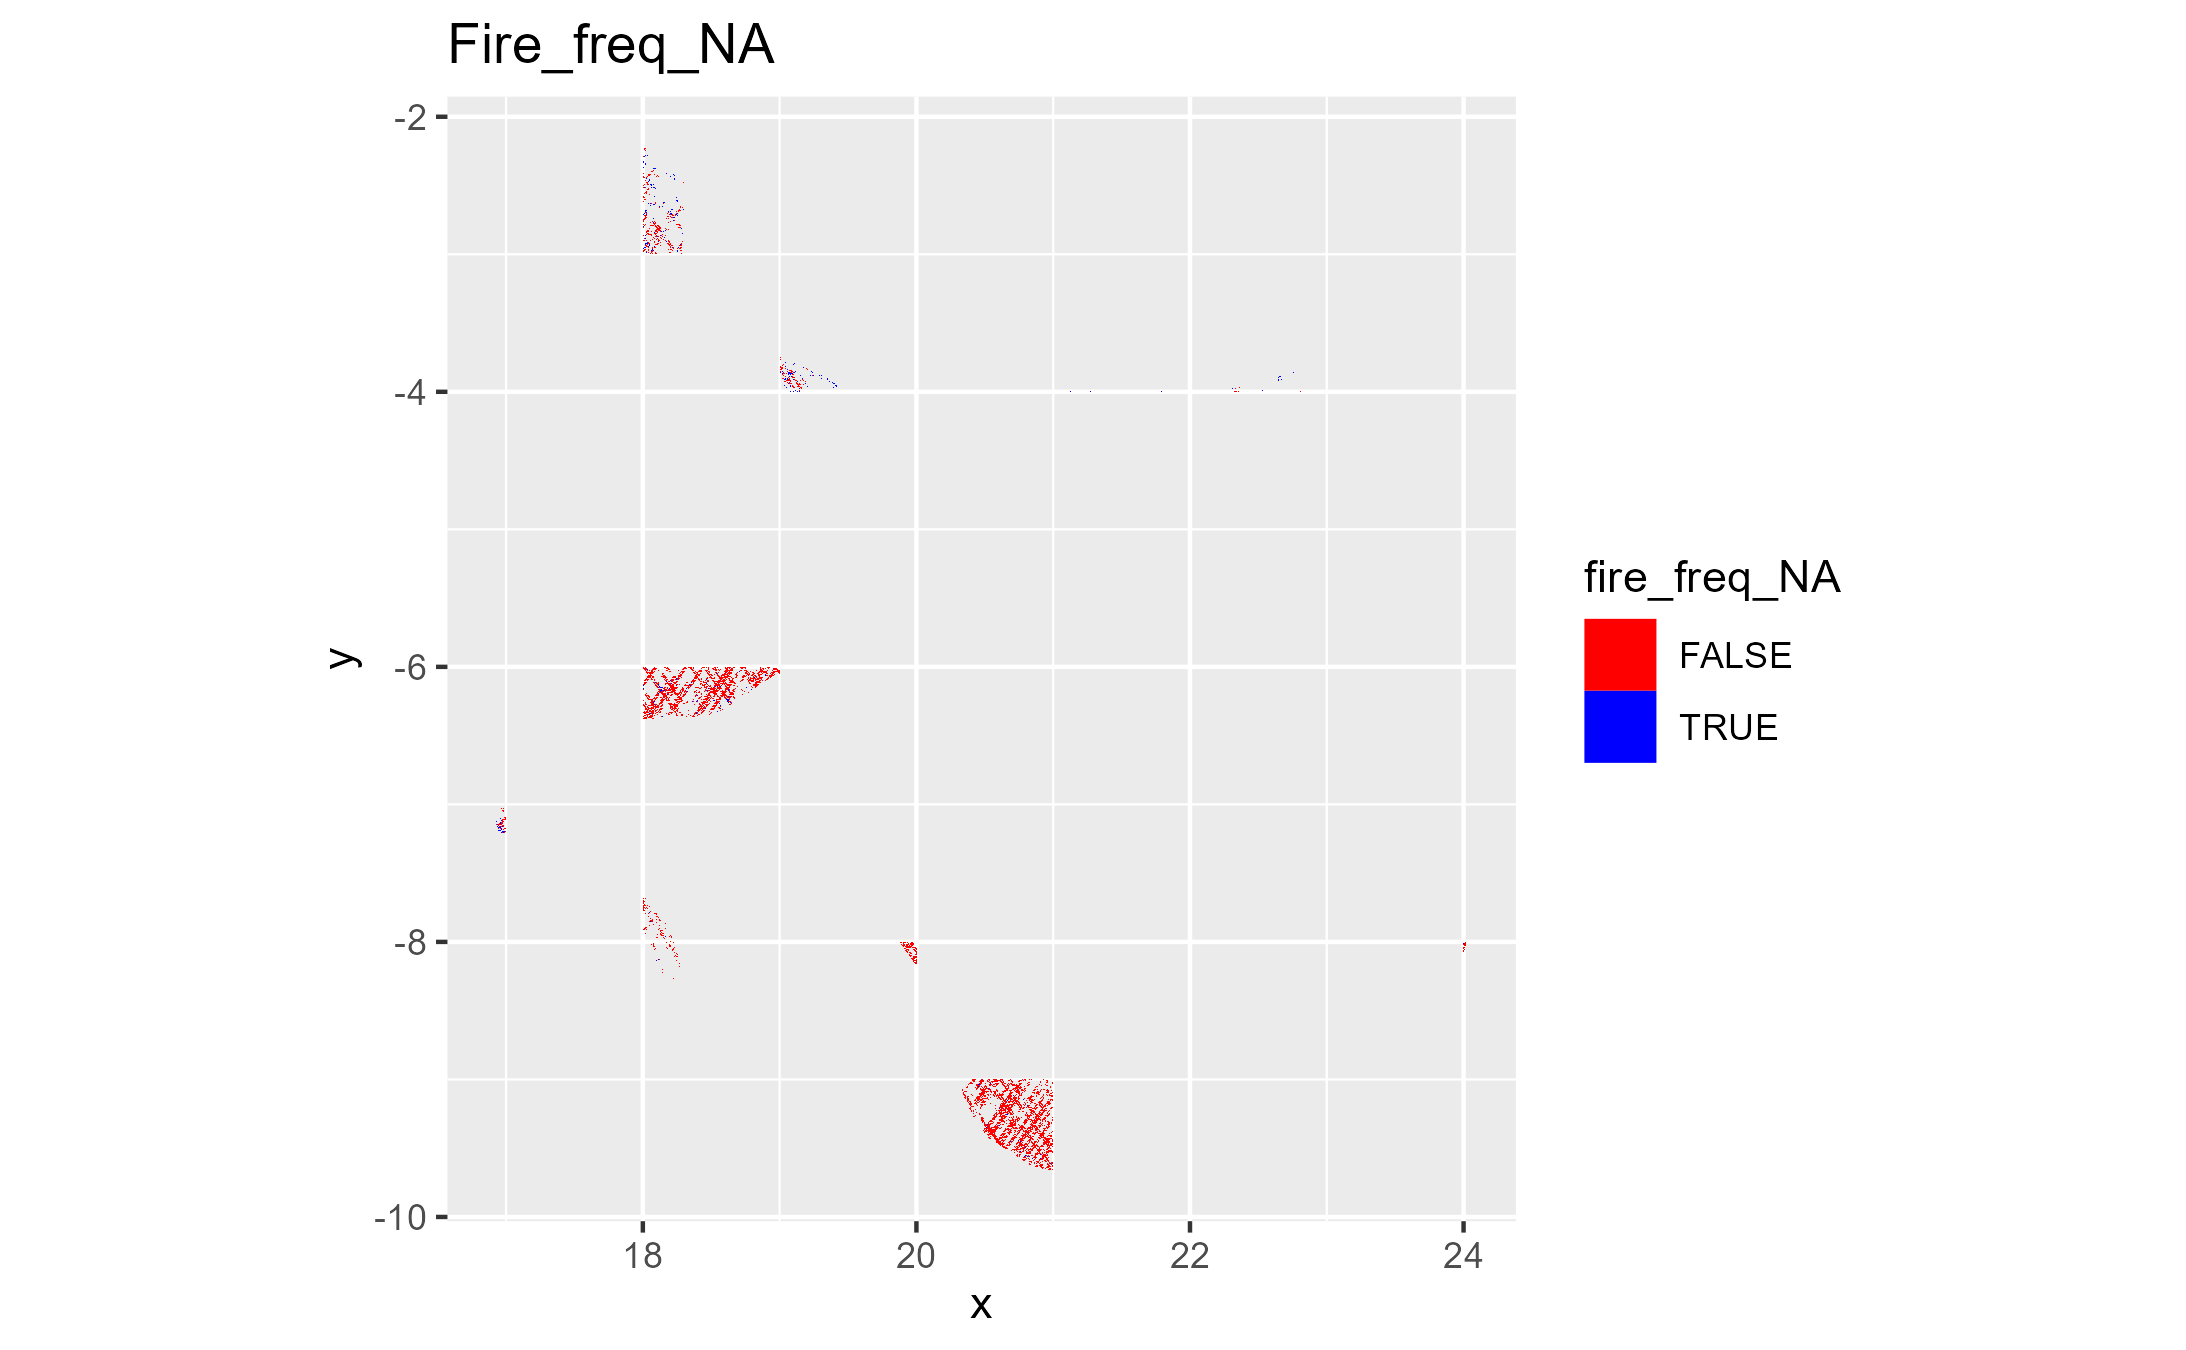 Fire_freq_NA
-2
-4
-6
-8
-10
y
18 20 22 24
x
fire_freq_NA
FALSE
TRUE